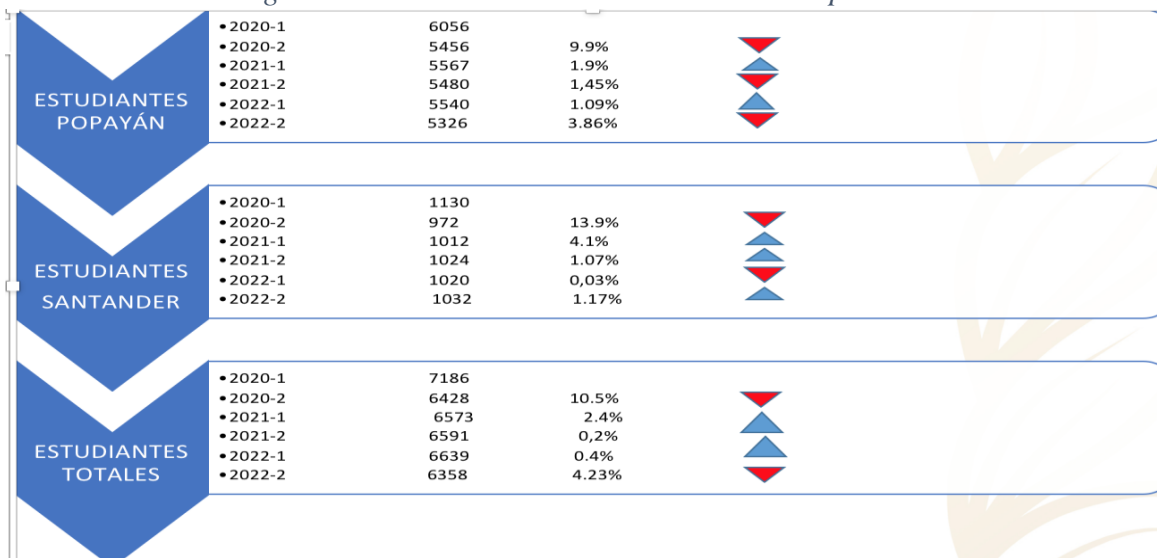 ESTUDIANTES
POPAYÁN
• 2020-1 6056
• 2020-2 5456 9.9%
• 2021-1 5567 1.9%
• 2021-2 5480 1,45%
• 2022-1 5540 1.09%
• 2022-2 5326 3.86%
ESTUDIANTES
SANTANDER
• 2020-1 1130
• 2020-2 972 13.9%
• 2021-1 1012 4.1%
• 2021-2 1024 1.07%
• 2022-1 1020 0,03%
• 2022-2 1032 1.17%
ESTUDIANTES
TOTALES
• 2020-1 7186
• 2020-2 6428 10.5%
• 2021-1 6573 2.4%
• 2021-2 6591 0,2%
• 2022-1 6639 0.4%
• 2022-2 6358 4.23%